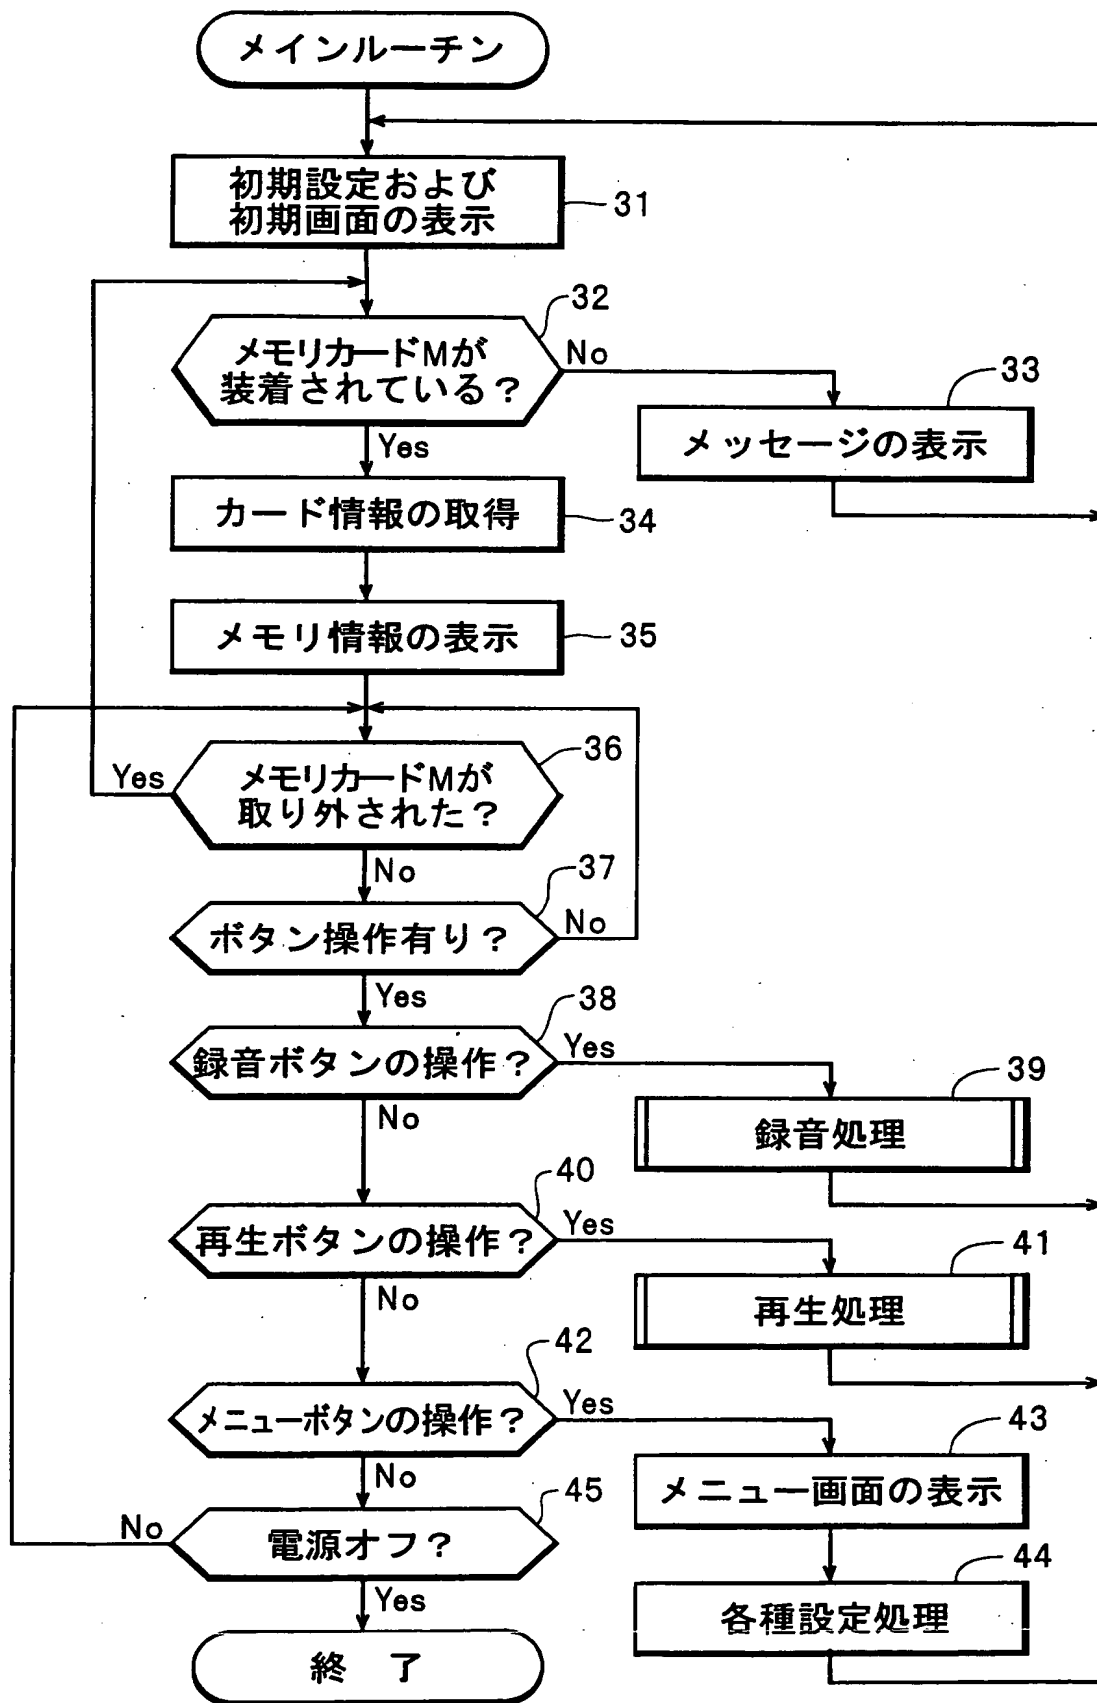 メインルーチン
初期設定および
初期画面の表示
31
32
メモリカードMが
装着されている?
No
33
メッセージの表示
Yes
カード情報の取得
34
メモリ情報の表示
35
36
Yes
メモリカードMが
取り外された?
No
37
ボタン操作有り?
No
Yes
38
録音ボタンの操作?
Yes
39
録音処理
No
40
再生ボタンの操作?
Yes
41
再生処理
No
42
メニューボタンの操作?
Yes
43
メニュー画面の表示
No
45
No
電源オフ?
44
各種設定処理
Yes
終 了